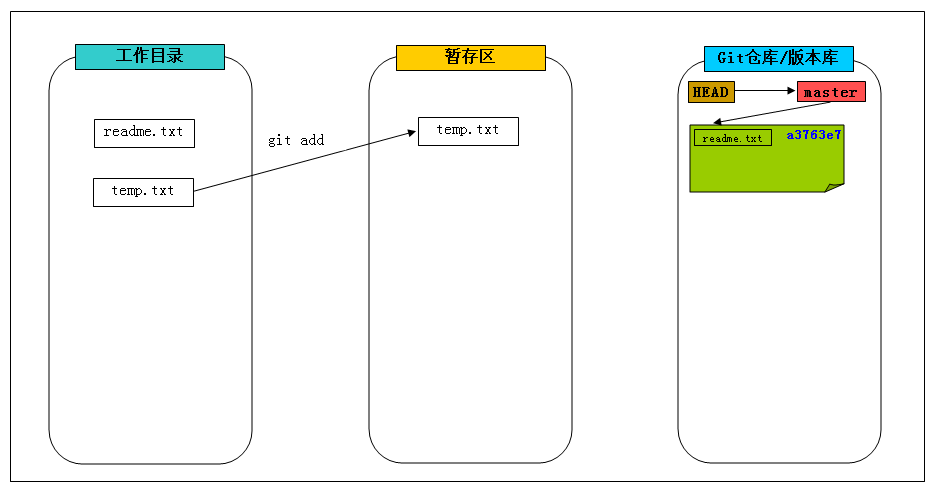 工作目录
暂存区
Git仓库/版本库
HEAD
master
readme.txt
git add
temp.txt
readme.txt
a3763e7
temp.txt